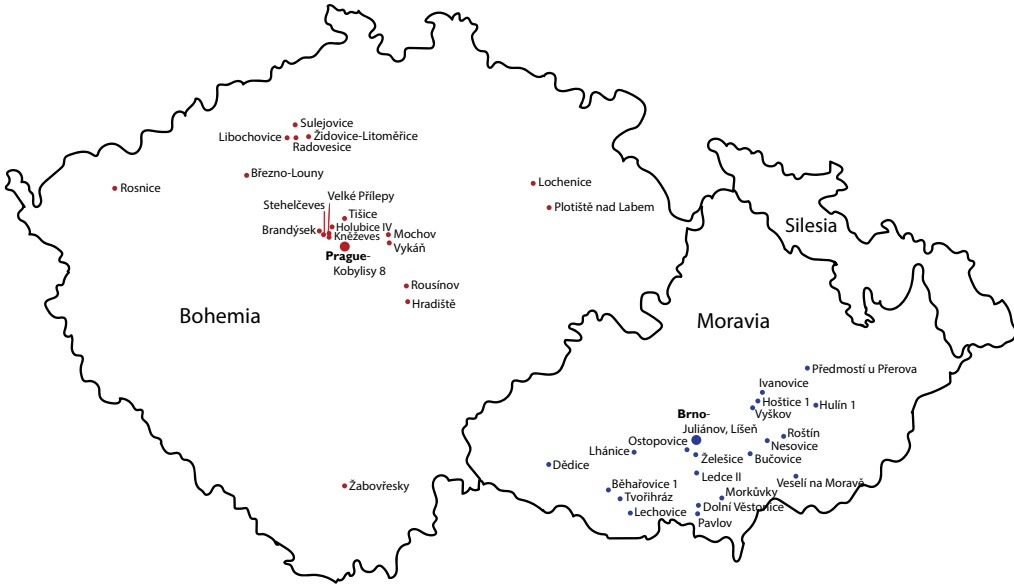 Sulejovice
Libochovice
Židovice-Litoměřice
Radovesice
Březno-Louny
Rosnice
Lochenice
Velké Přílepy
Stehelčeves
Plotiště nad Labem
Tišice
Holubice IV
Brandýsek
Kněževes
Mochov
Vykáň
Prague-
Kobylisy 8
Rousínov
Hradiště
Bohemia
Silesia
Moravia
Předmostí u Přerova
Ivanovice
Hoštice 1
Hulín 1
Vyškov
Brno-
Juliánov, Líšeň
Roštín
Ostopovice
Nesovice
Lhánice
Želešice
Bučovice
Dědice
Ledce II
Veselí na Moravě
Běhařovice 1
Morkůvky
Tvořihráz
Dolní Věstonice
Lechovice
Pavlov
Žabovřesky